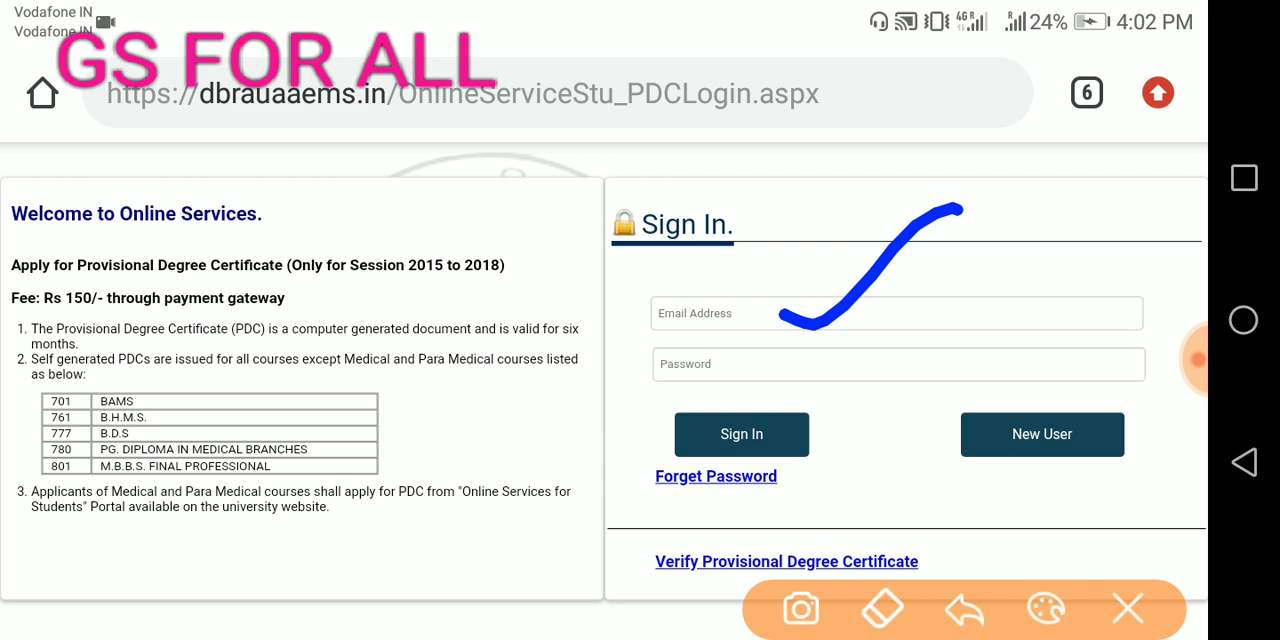 Vodafone IN
Vodafone IN
4G R R 24% 4:02 PM
GS FOR ALL
https://dbrauaaems.in/OnlineServiceStu_PDCLogin.aspx
6
Welcome to Online Services.
Apply for Provisional Degree Certificate (Only for Session 2015 to 2018)
Fee: Rs 150/- through payment gateway
1. The Provisional Degree Certificate (PDC) is a computer generated document and is valid for six
months.
2. Self generated PDCs are issued for all courses except Medical and Para Medical courses listed
as below:
701 BAMS
761 B.H.M.S.
777 B.D.S
780 PG. DIPLOMA IN MEDICAL BRANCHES
801 M.B.B.S. FINAL PROFESSIONAL
3. Applicants of Medical and Para Medical courses shall apply for PDC from "Online Services for
Students" Portal available on the university website.
Sign In.
Email Address
Password
Sign In
New User
Forget Password
Verify Provisional Degree Certificate